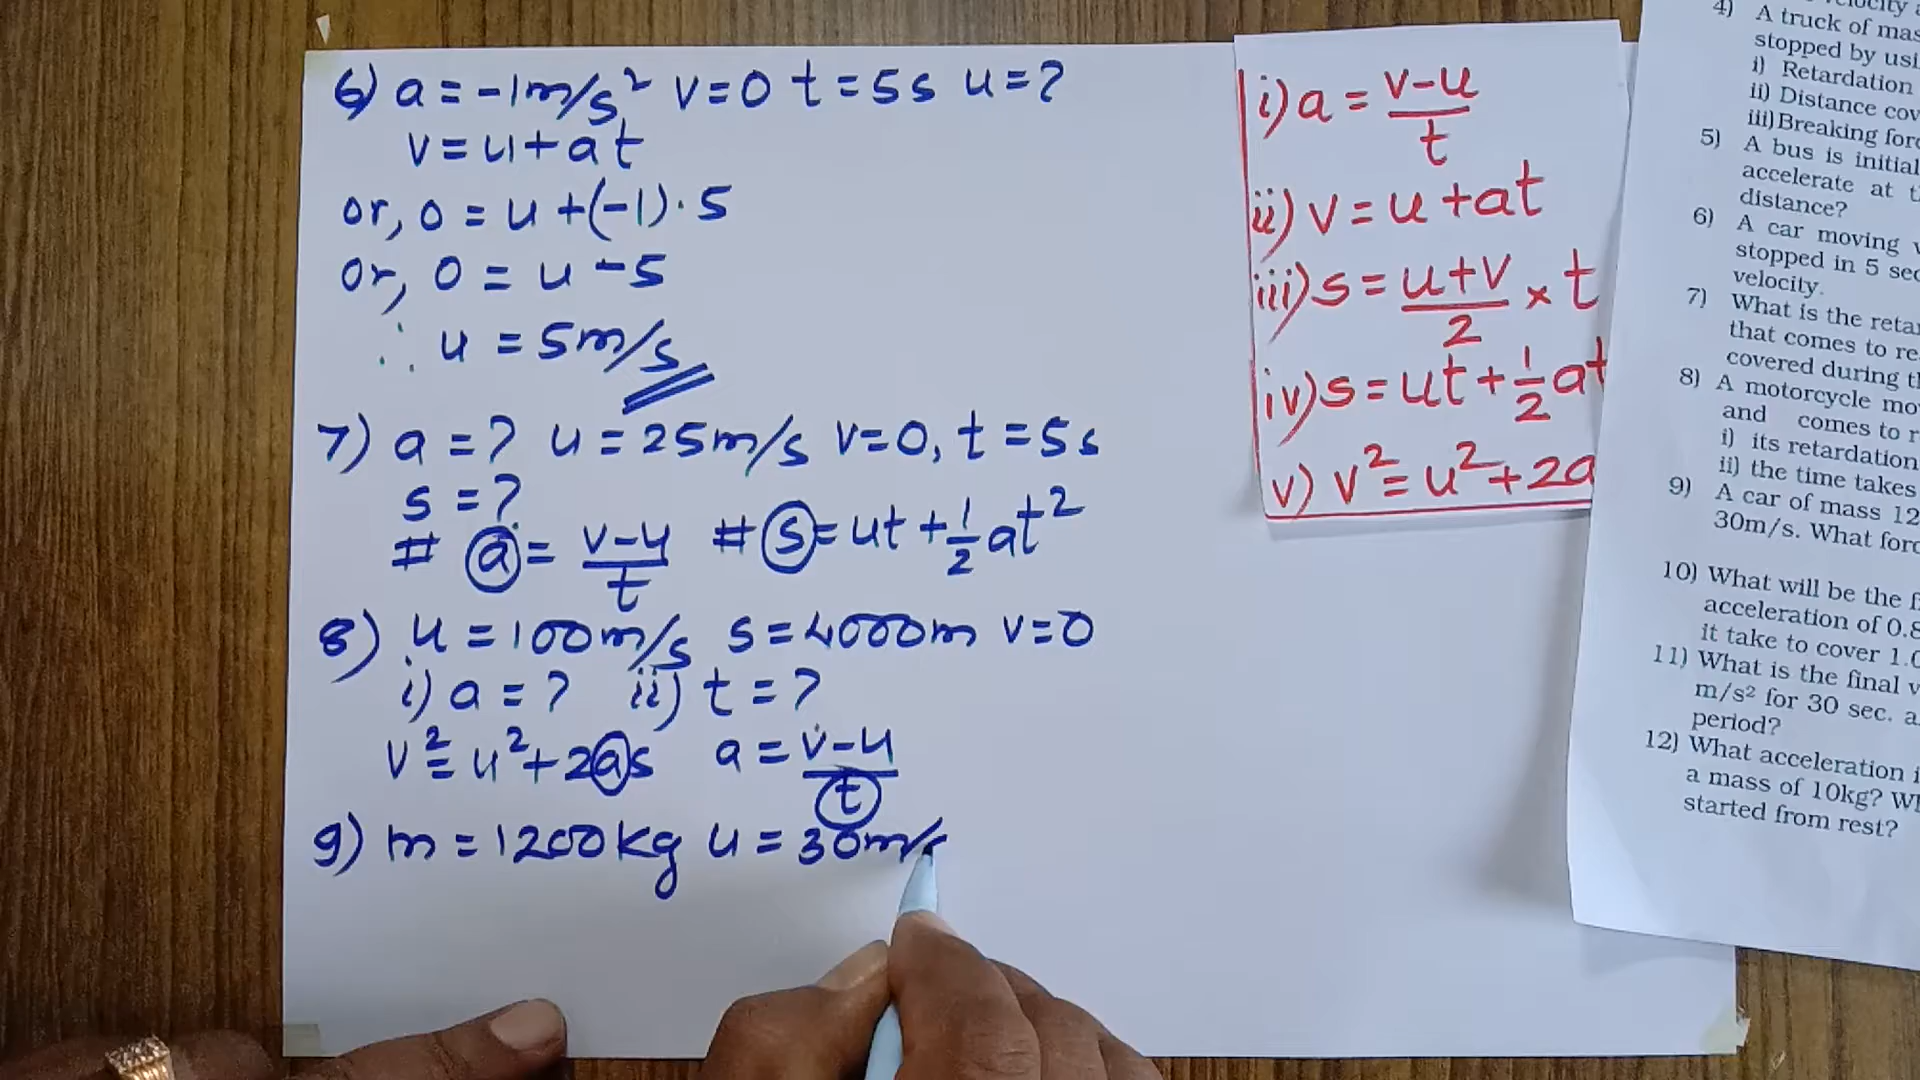 6) a = -1m/s² v=0 t=5s u=?
v = u+at
or, 0 = u +(-1)·5
or, 0 = u -5
∴ u = 5m/s
7) a = ? u = 25m/s v=0, t=5s
s = ?
# a = v-u/t # s = ut + 1/2 at²
8) u = 100m/s s=4000m v=0
i) a = ? ii) t = ?
v² = u² + 2as a = v-u/t
9) m = 1200kg u = 30m/s
i) a = v-u/t
ii) v = u +at
iii) s = u+v/2 × t
iv) s = ut + 1/2 at
v) v² = u² + 2a
4) A truck of mas
stopped by usi
i) Retardation
ii) Distance cov
iii) Breaking forc
5) A bus is initial
accelerate at t
distance?
6) A car moving
stopped in 5 sec
velocity.
7) What is the retar
that comes to re
covered during t
8) A motorcycle mo
and comes to r
i) its retardation
ii) the time takes
9) A car of mass 12
30m/s. What forc
10) What will be the f
acceleration of 0.8
it take to cover 1.0
11) What is the final v
m/s² for 30 sec. a
period?
12) What acceleration i
a mass of 10kg? Wh
started from rest?